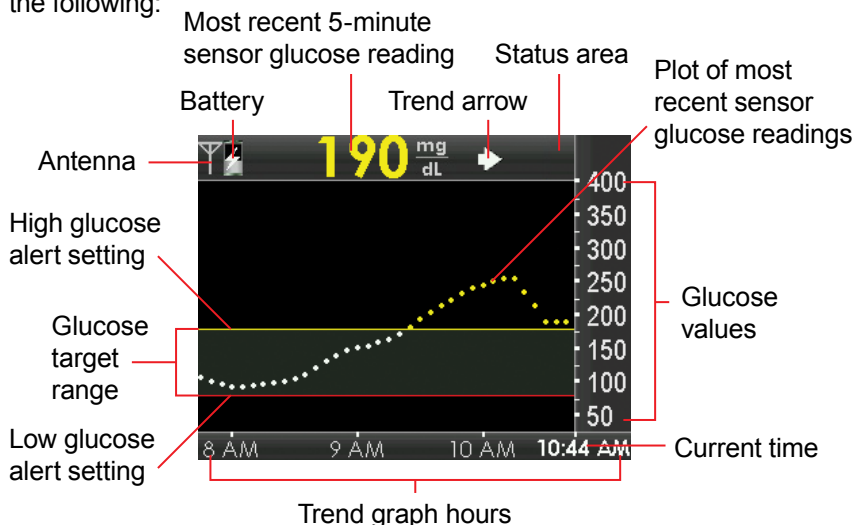 the following:
Most recent 5-minute
sensor glucose reading
Status area
Plot of most
recent sensor
glucose readings
Battery
Trend arrow
Antenna
190 mg
dL
400
High glucose
alert setting
350
300
250
Glucose
values
200
Glucose
target
range
150
100
50
Low glucose
alert setting
8 AM 9 AM 10 AM 10:44 AM
Current time
Trend graph hours